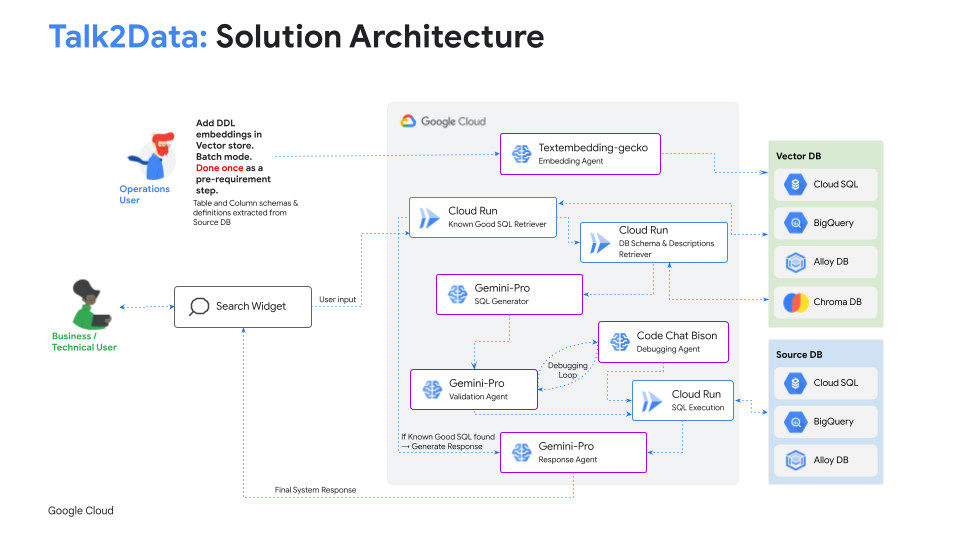 Talk2Data: Solution Architecture
Add DDL
embeddings in
Vector store.
Batch mode.
Done once as a
pre-requirement
step.
Table and Column schemas &
definitions extracted from
Source DB
Operations
User
Google Cloud
Textembedding-gecko
Embedding Agent
Vector DB
Cloud SQL
BigQuery
Alloy DB
Chroma DB
Cloud Run
Known Good SQL Retriever
Cloud Run
DB Schema & Descriptions
Retriever
Gemini-Pro
SQL Generator
Business /
Technical User
Search Widget
User input
Code Chat Bison
Debugging Agent
Debugging
Loop
Gemini-Pro
Validation Agent
Cloud Run
SQL Execution
Source DB
Cloud SQL
BigQuery
Alloy DB
If Known Good SQL found
→ Generate Response
Gemini-Pro
Response Agent
Final System Response
Google Cloud